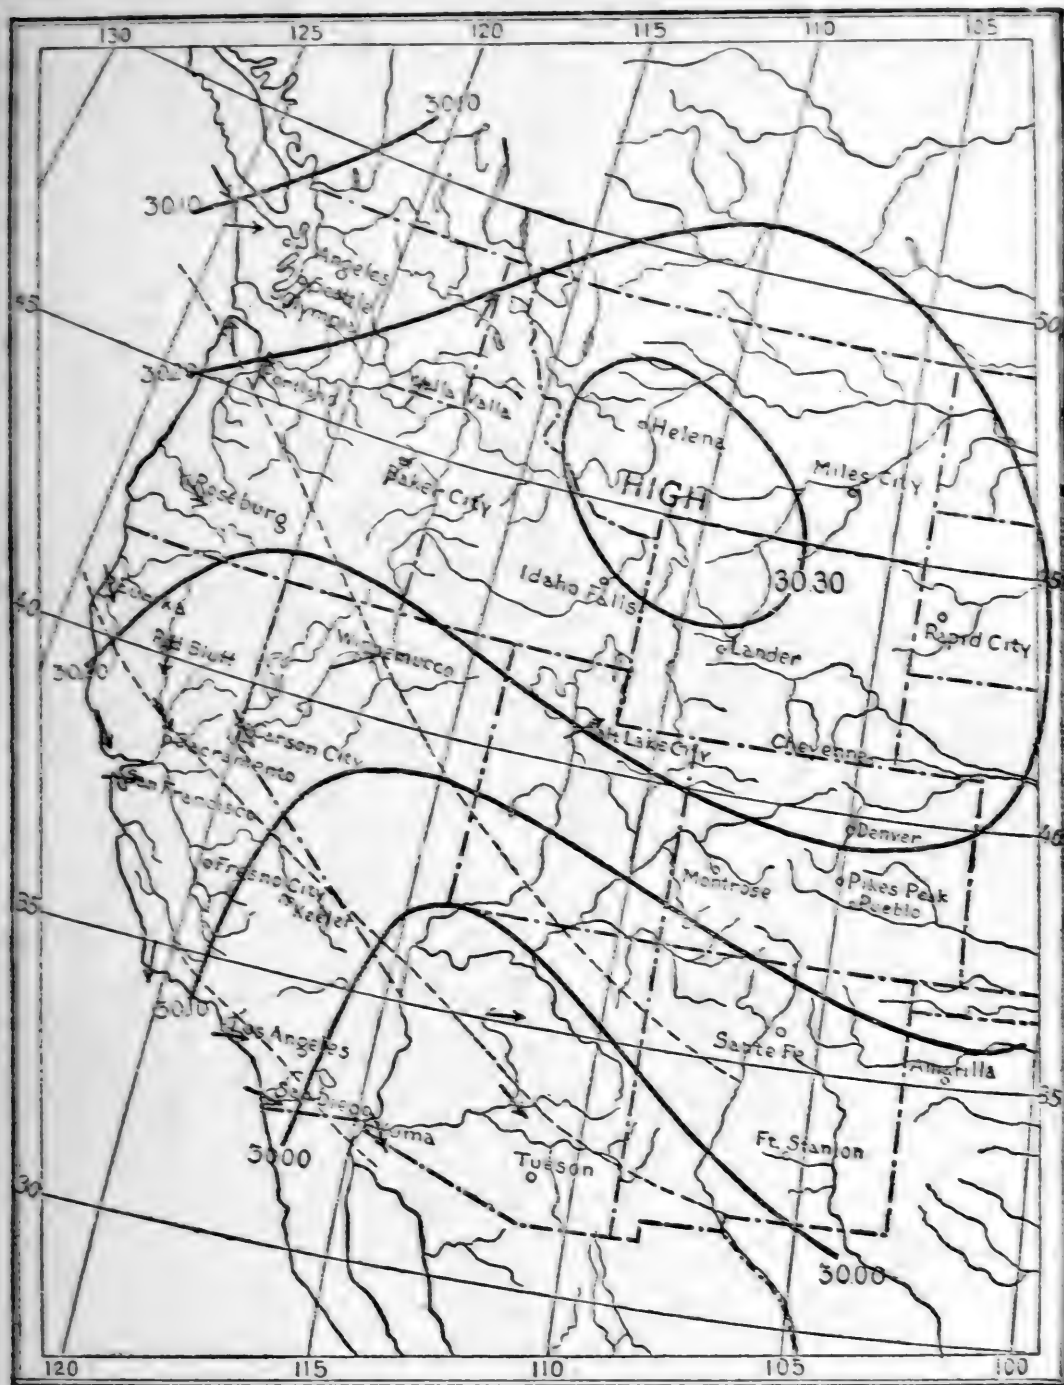 130 125 120 115 110 105
30.10
30.10
Angeles
Seattle
Olympia
45
50
Portland
Walla Walla
Helena
HIGH
Miles City
Baker City
Roseburg
30.30
Idaho Falls
45
Eureka
40
Rapid City
Red Bluff
Winnemucca
Lander
30.20
Carson City
Salt Lake City
Cheyenne
Sacramento
San Francisco
Denver
40
Fresno City
Montrose
Pikes Peak
Keeler
Pueblo
35
30.10
Los Angeles
Sante Fe
Amarilla
35
San Diego
Yuma
Ft. Stanton
30.00
Tucson
30
30.00
120 115 110 105 100